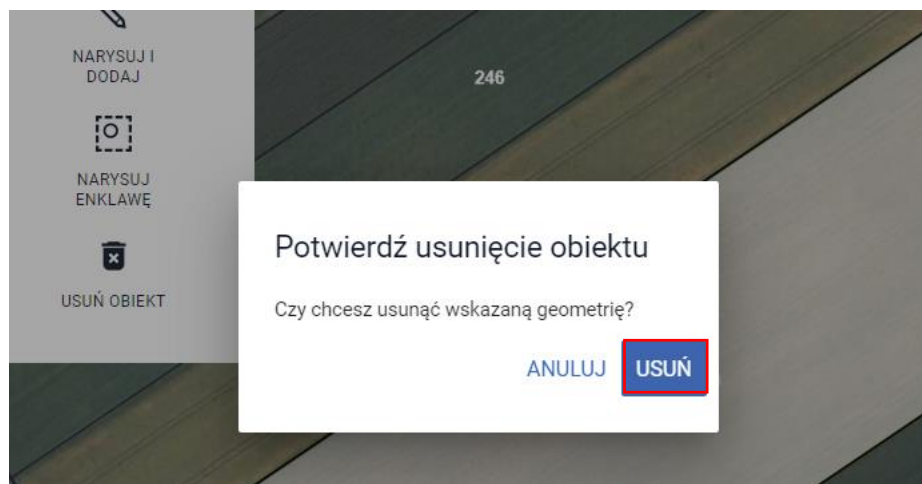 NARYSUJ I
DODAJ
246
NARYSUJ
ENKLAWĘ
USUŃ OBIEKT
Potwierdź usunięcie obiektu
Czy chcesz usunąć wskazaną geometrię?
ANULUJ USUŃ